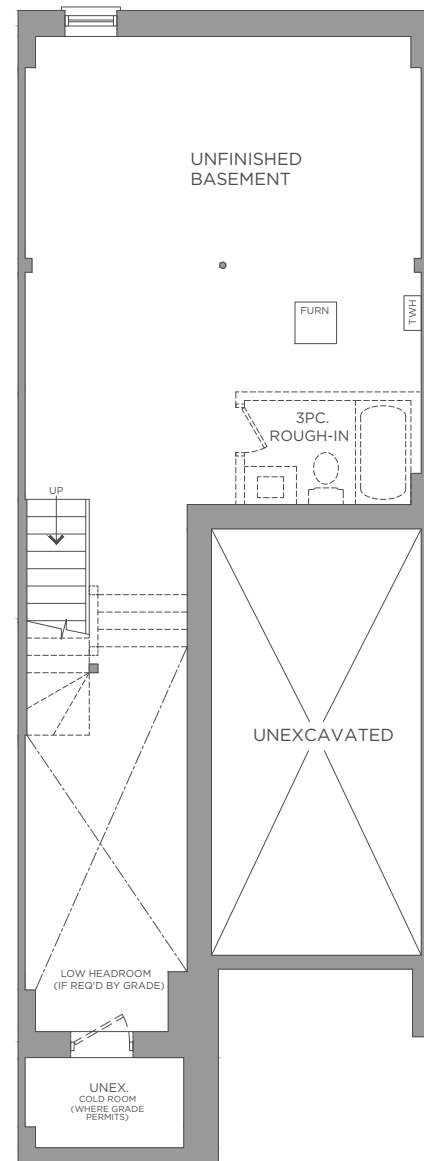 UNFINISHED
BASEMENT
FURN
TWH
3PC.
ROUGH-IN
UP
UNEXCAVATED
LOW HEADROOM
(IF REQ'D BY GRADE)
UNEX.
COLD ROOM
(WHERE GRADE
PERMITS)